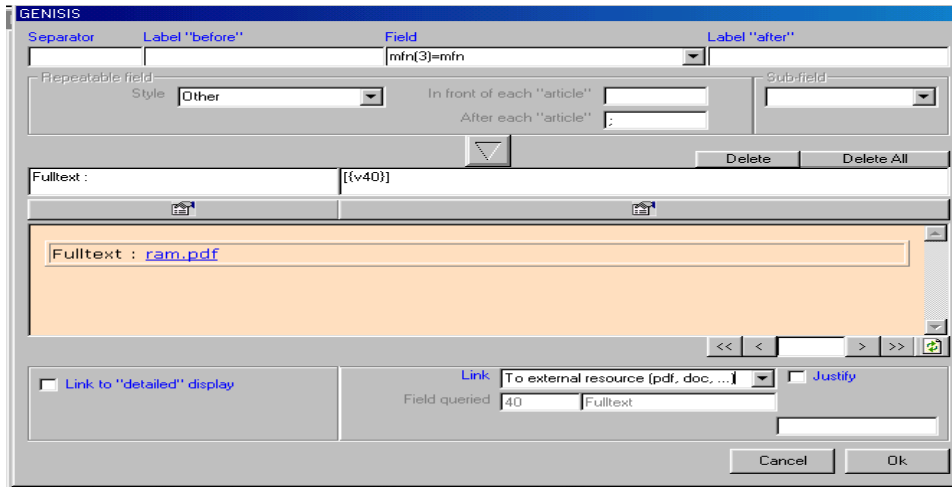 GENISIS
Separator Label "before" Field Label "after"
mfn(3)=mfn
Repeatable field Sub-field
Style Other In front of each "article"
After each "article" ;
Delete Delete All
Fulltext : [{v40}]
Fulltext : ram.pdf
<< < > >>
Link to "detailed" display Link To external resource (pdf, doc, ...) Justify
Field queried 40 Fulltext
Cancel Ok